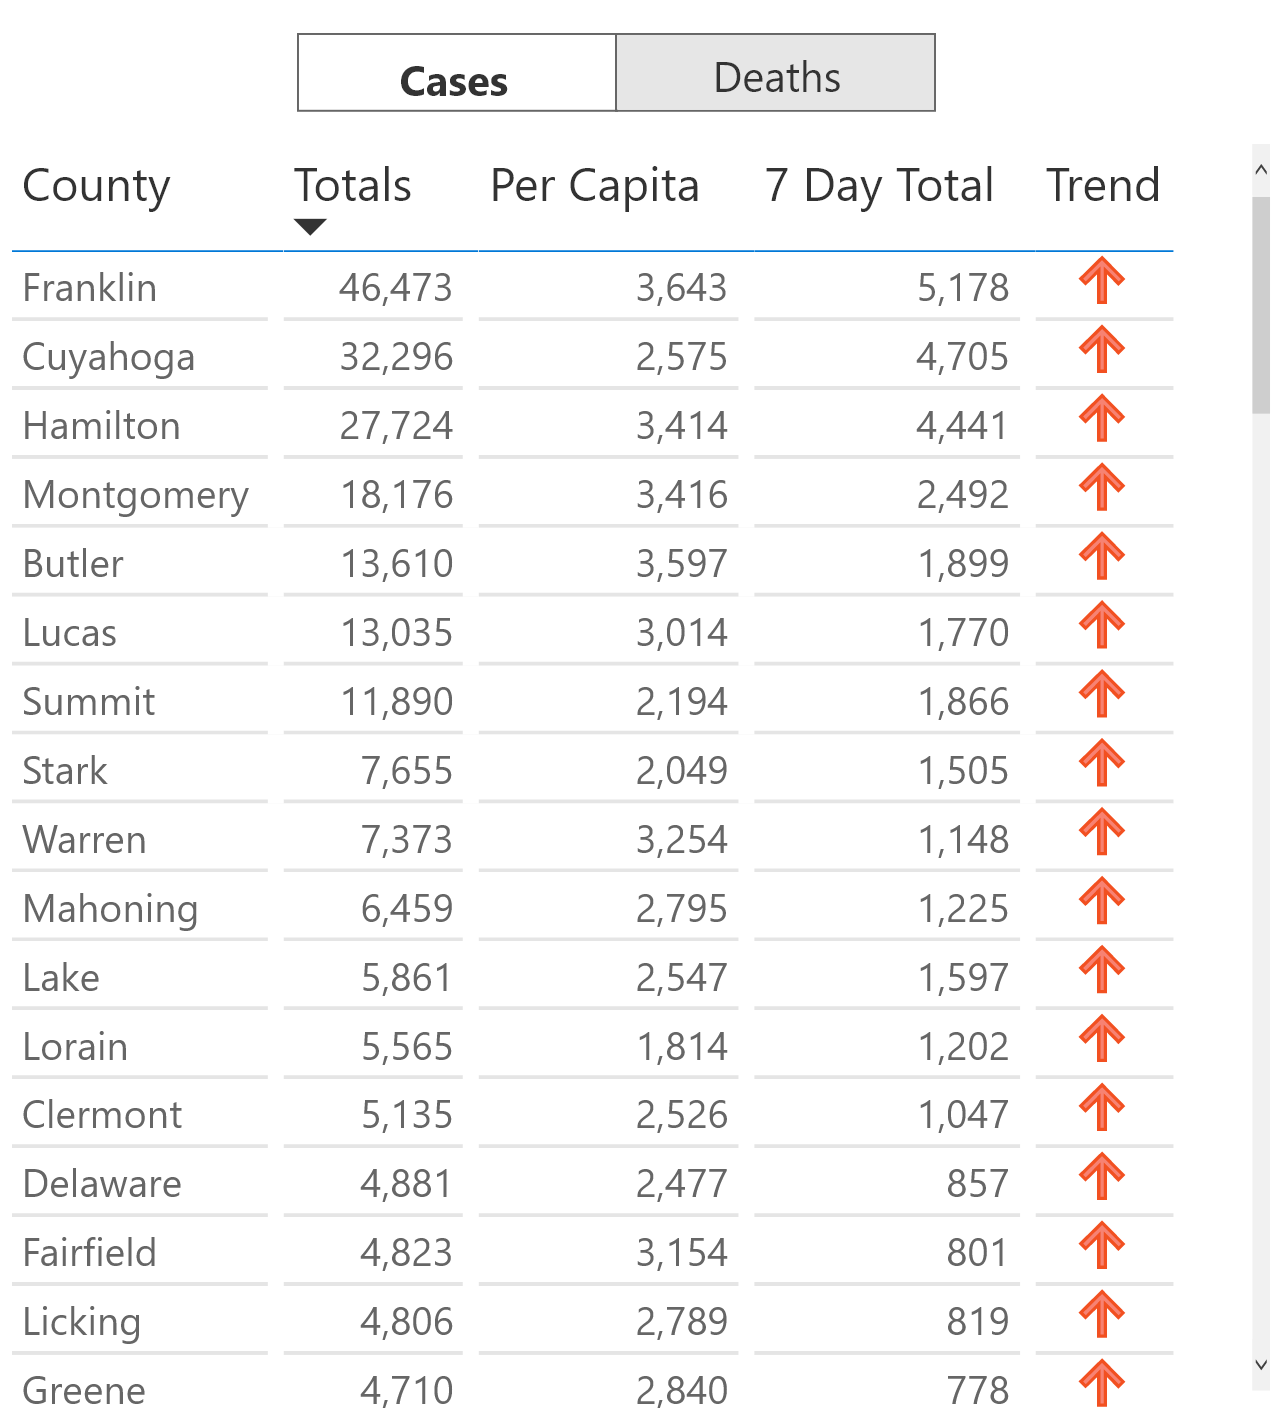 Cases Deaths
County Totals Per Capita 7 Day Total Trend
Franklin 46,473 3,643 5,178
Cuyahoga 32,296 2,575 4,705
Hamilton 27,724 3,414 4,441
Montgomery 18,176 3,416 2,492
Butler 13,610 3,597 1,899
Lucas 13,035 3,014 1,770
Summit 11,890 2,194 1,866
Stark 7,655 2,049 1,505
Warren 7,373 3,254 1,148
Mahoning 6,459 2,795 1,225
Lake 5,861 2,547 1,597
Lorain 5,565 1,814 1,202
Clermont 5,135 2,526 1,047
Delaware 4,881 2,477 857
Fairfield 4,823 3,154 801
Licking 4,806 2,789 819
Greene 4,710 2,840 778